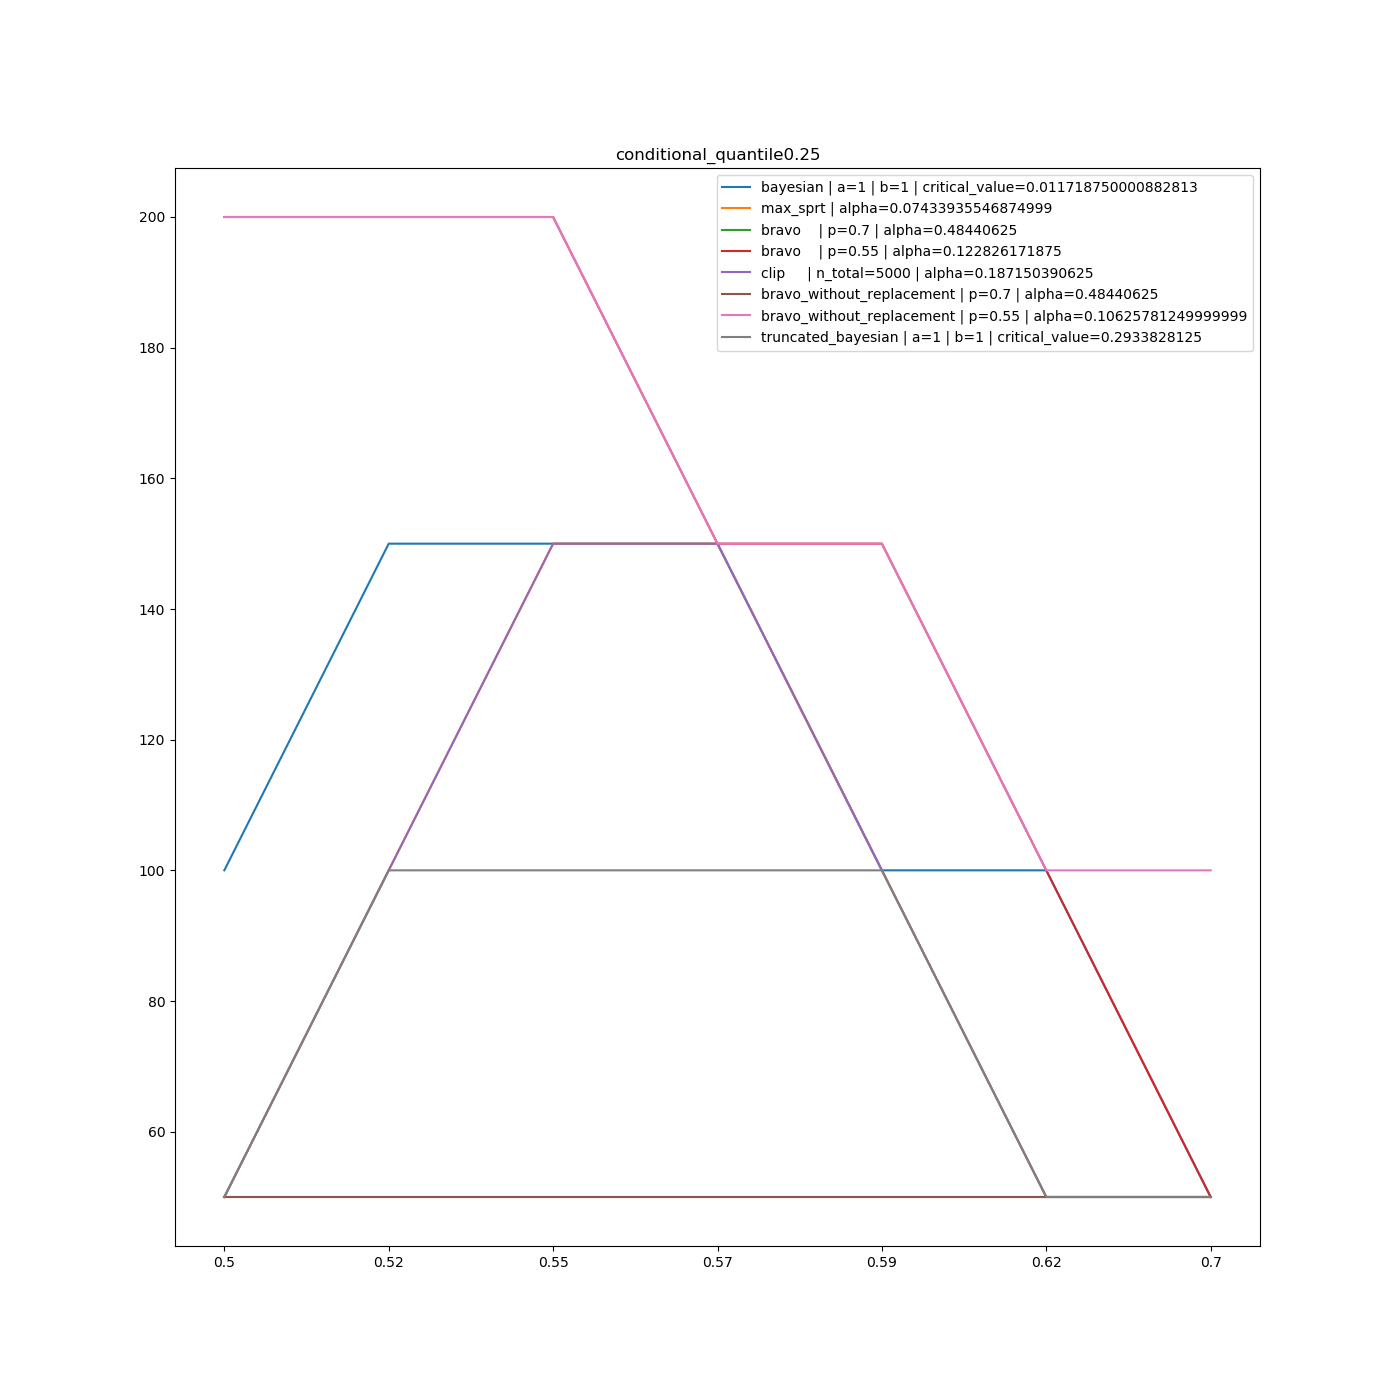 conditional_quantile0.25
bayesian | a=1 | b=1 | critical_value=0.011718750000882813
max_sprt | alpha=0.07433935546874999
bravo    | p=0.7 | alpha=0.48440625
bravo    | p=0.55 | alpha=0.122826171875
clip     | n_total=5000 | alpha=0.187150390625
bravo_without_replacement | p=0.7 | alpha=0.48440625
bravo_without_replacement | p=0.55 | alpha=0.10625781249999999
truncated_bayesian | a=1 | b=1 | critical_value=0.2933828125
200
180
160
140
120
100
80
60
0.5 0.52 0.55 0.57 0.59 0.62 0.7